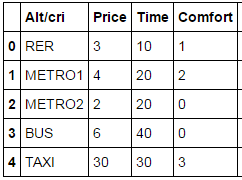 Alt/cri Price Time Comfort
0 RER 3 10 1
1 METRO1 4 20 2
2 METRO2 2 20 0
3 BUS 6 40 0
4 TAXI 30 30 3